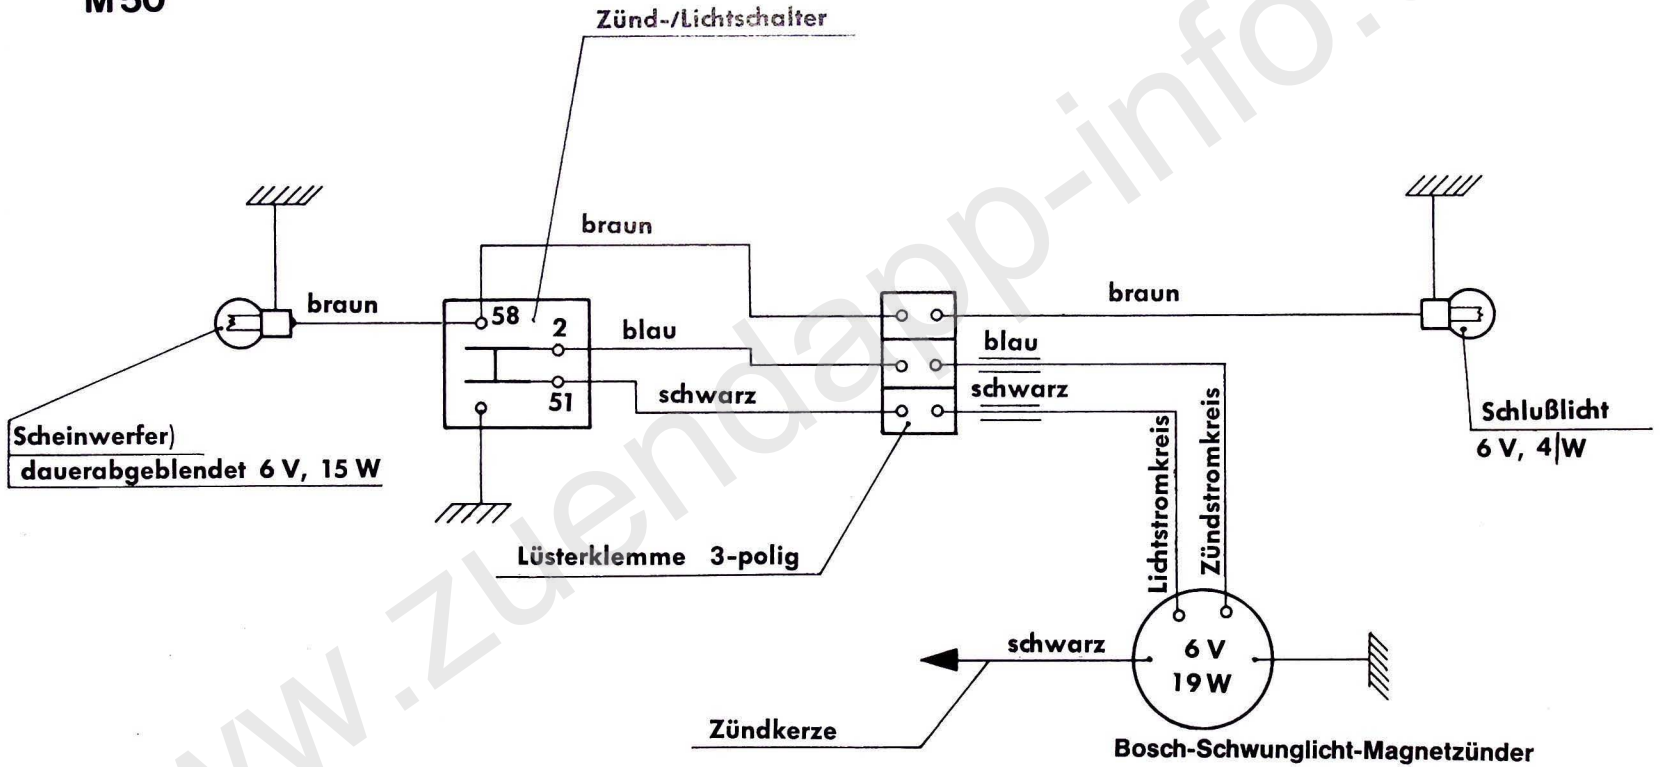 M50
Zünd-/Lichtschalter
braun
braun
braun
58
2
blau
blau
schwarz
schwarz
51
Scheinwerfer)
dauerabgeblendet 6 V, 15 W
Schlußlicht
6 V, 4 W
Lichtstromkreis
Zündstromkreis
Lüsterklemme 3-polig
schwarz
6 V
19 W
Zündkerze
Bosch-Schwunglicht-Magnetzünder
www.zuendapp-info.